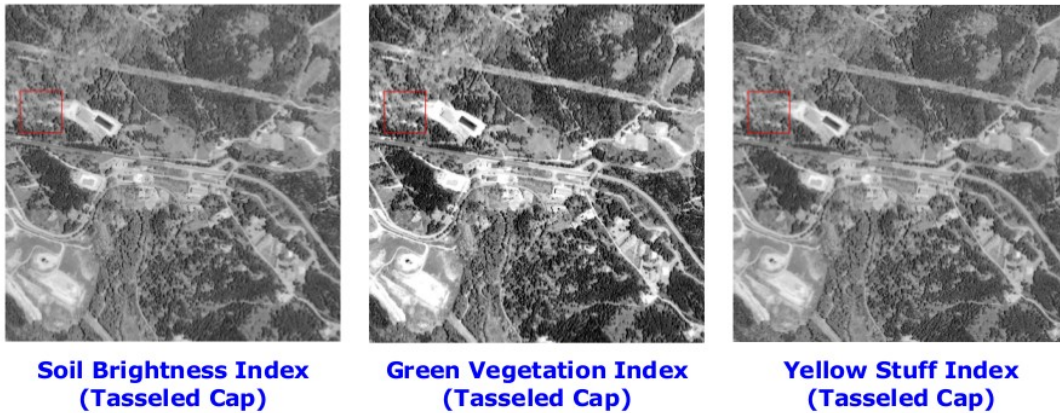 Soil Brightness Index
(Tasseled Cap)
Green Vegetation Index
(Tasseled Cap)
Yellow Stuff Index
(Tasseled Cap)